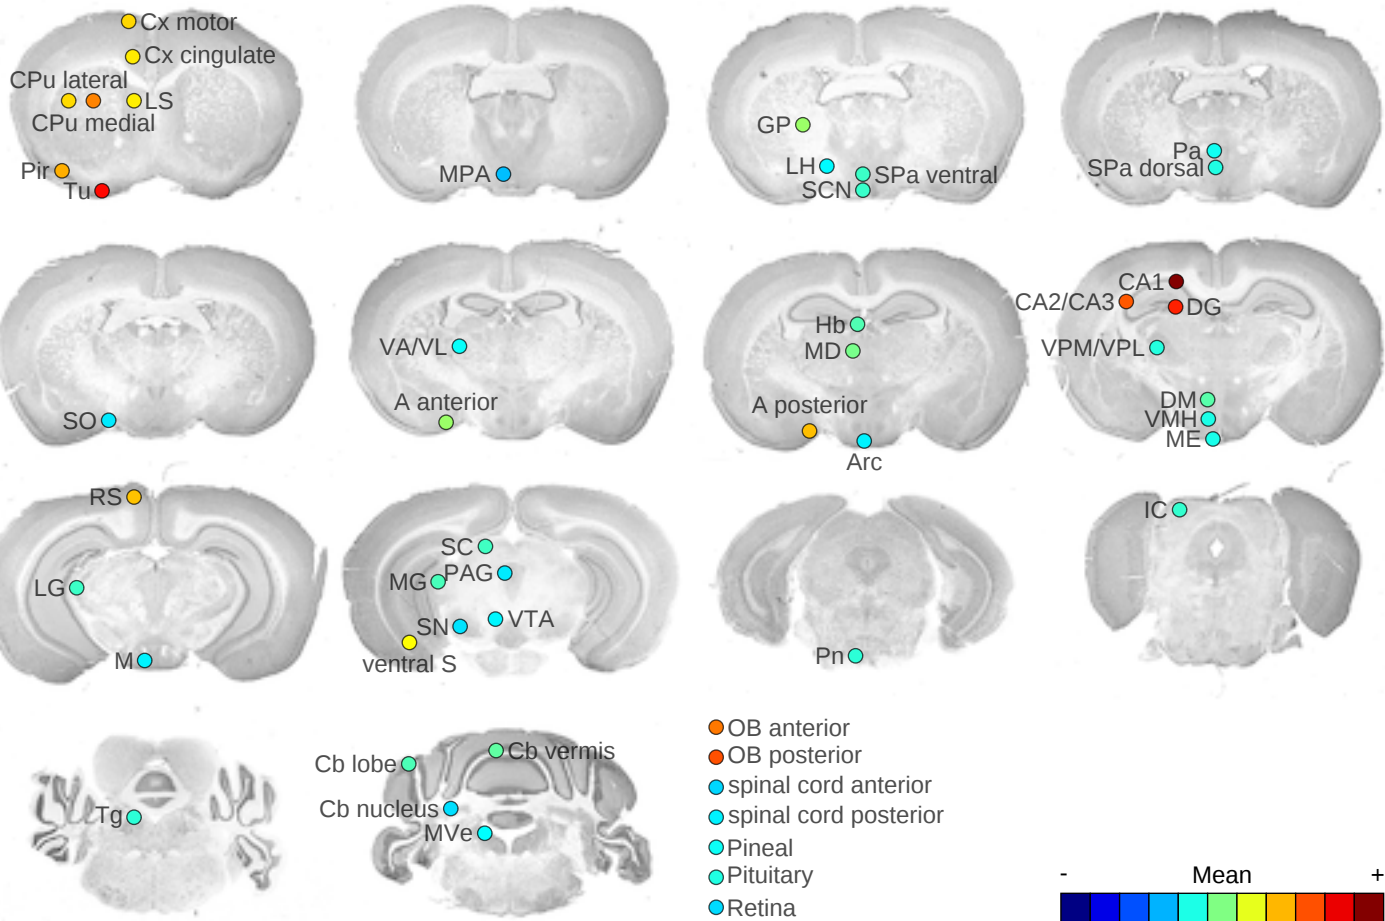 Cx motor
Cx cingulate
CPu lateral
LS
CPu medial
Pir
Tu
MPA
GP
LH
SPa ventral
SCN
Pa
SPa dorsal
SO
VA/VL
A anterior
Hb
MD
A posterior
Arc
CA1
CA2/CA3
DG
VPM/VPL
DM
VMH
ME
RS
LG
M
SC
PAG
MG
SN
VTA
ventral S
Pn
IC
Tg
Cb lobe
Cb vermis
Cb nucleus
MVe
OB anterior
OB posterior
spinal cord anterior
spinal cord posterior
Pineal
Pituitary
Retina
- Mean +